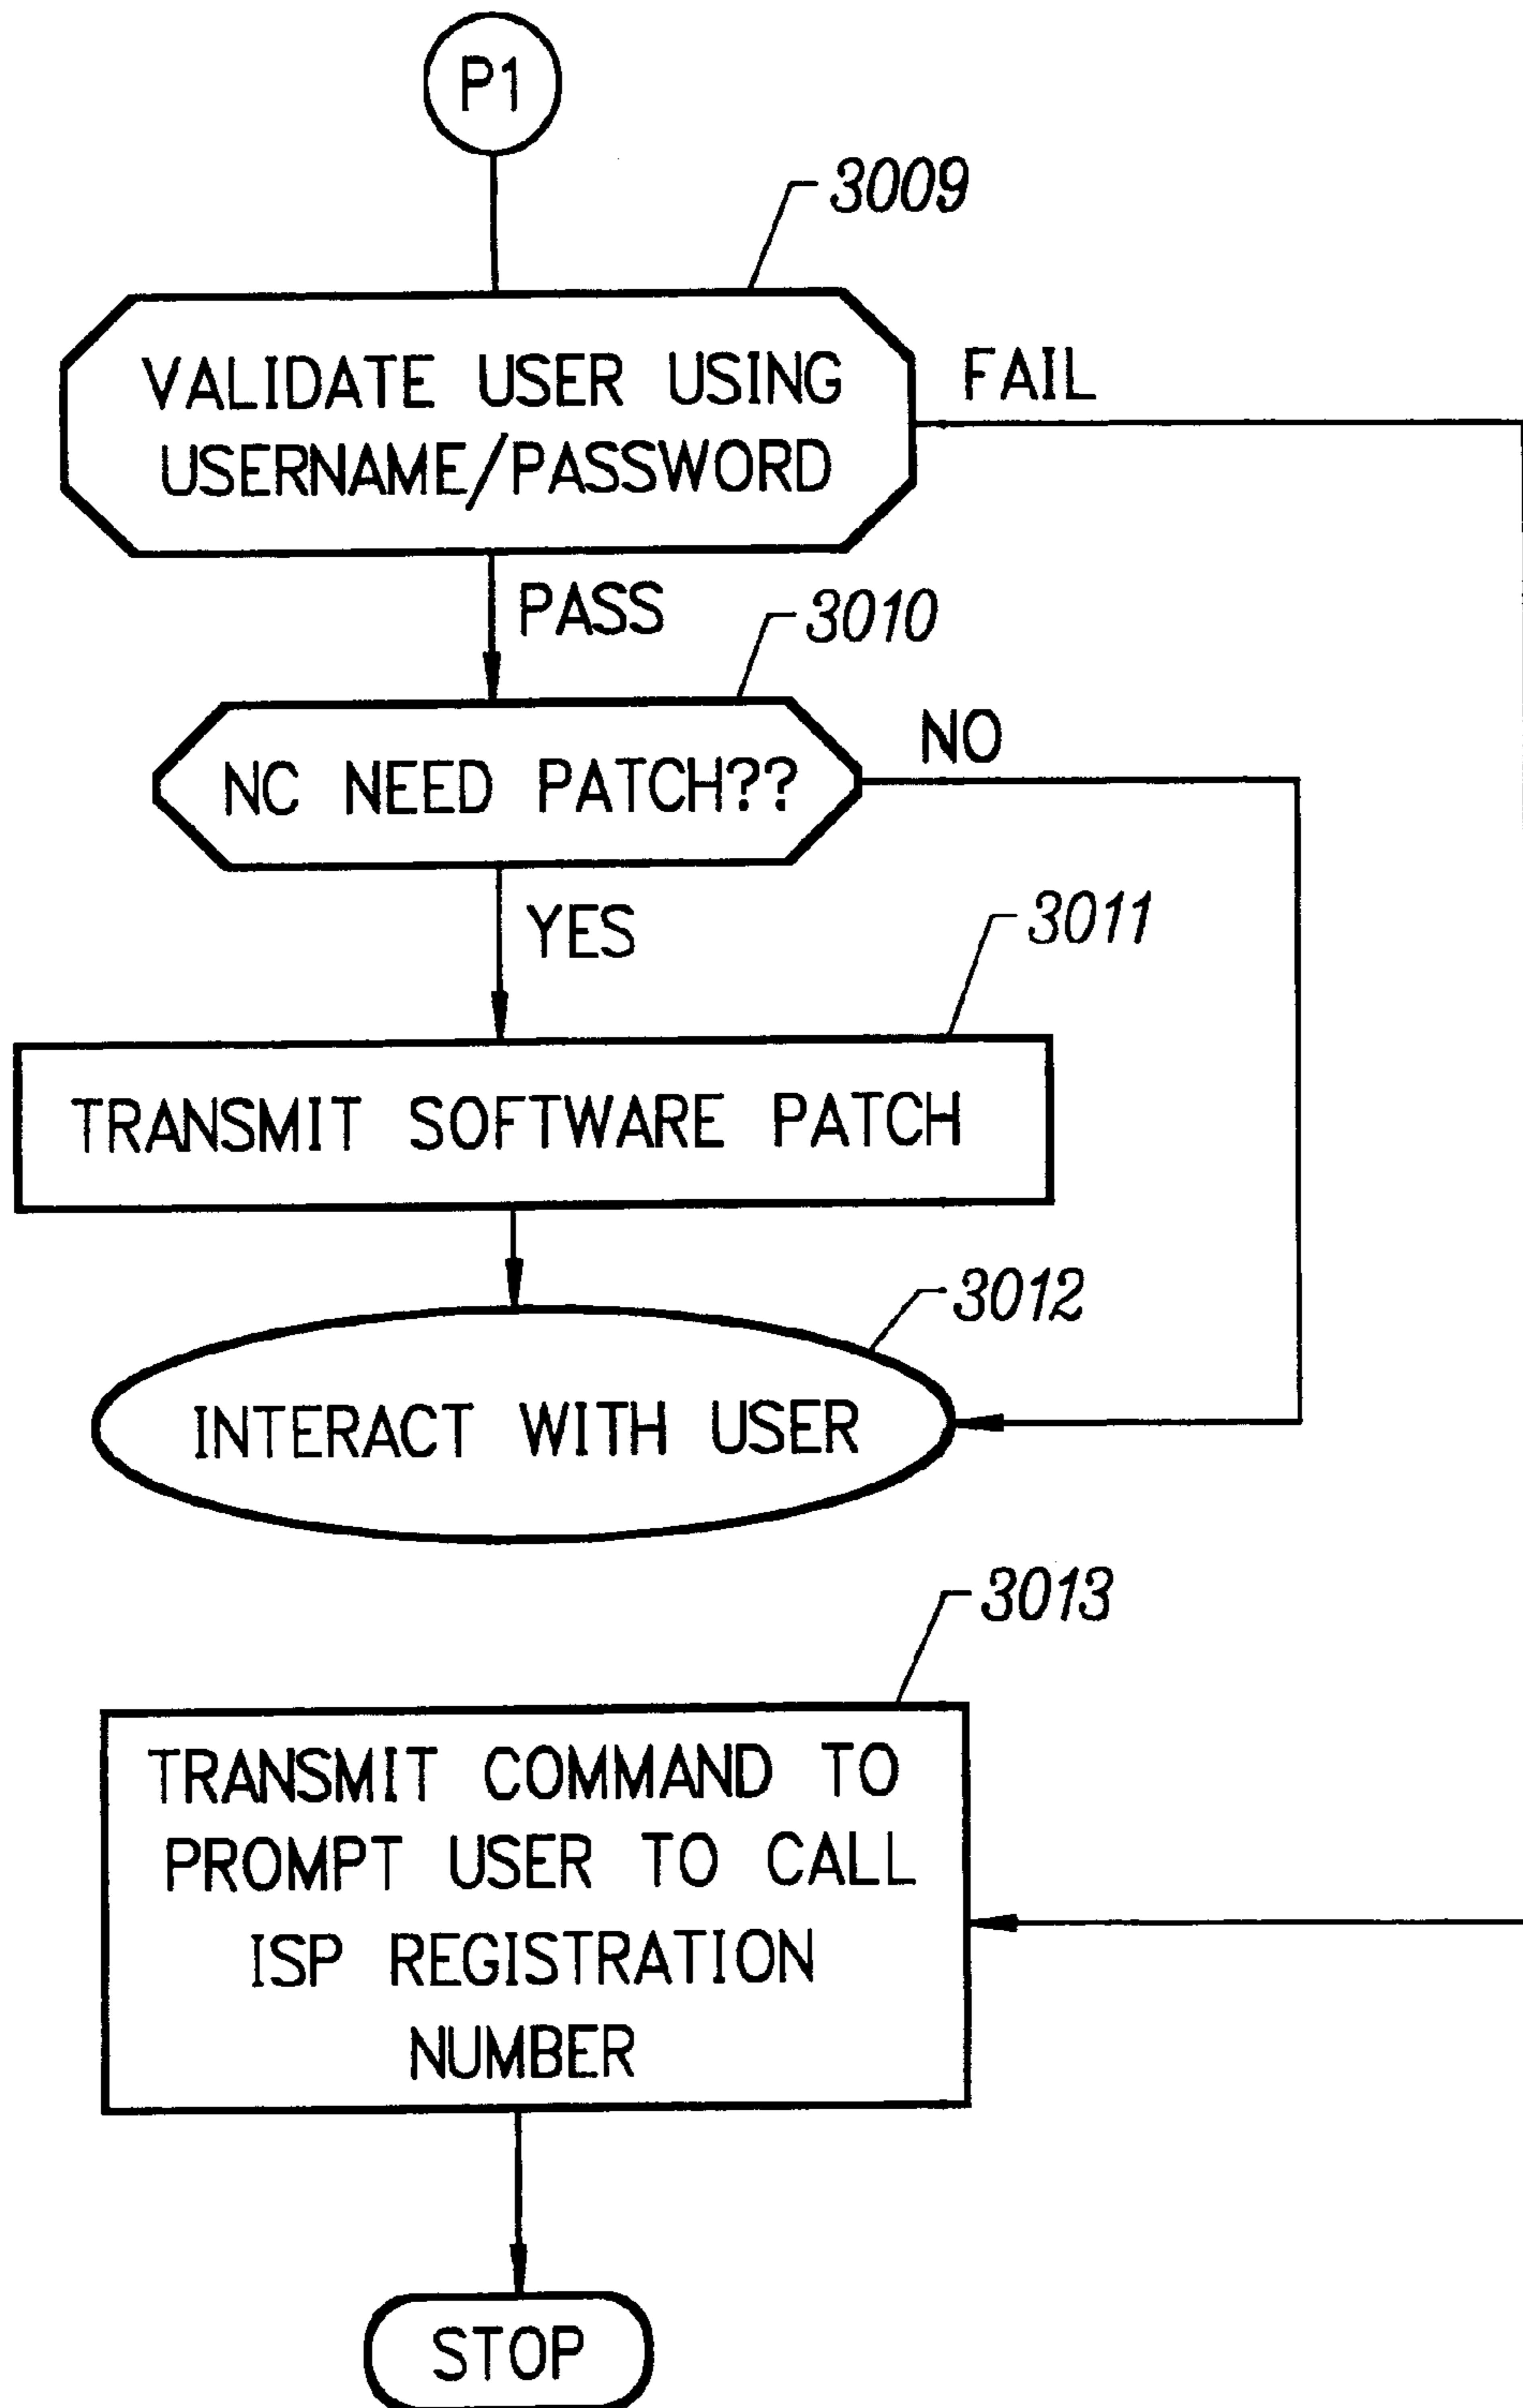 P1
3009
VALIDATE USER USING
USERNAME/PASSWORD
FAIL
PASS
3010
NC NEED PATCH??
NO
YES
3011
TRANSMIT SOFTWARE PATCH
3012
INTERACT WITH USER
3013
TRANSMIT COMMAND TO
PROMPT USER TO CALL
ISP REGISTRATION
NUMBER
STOP